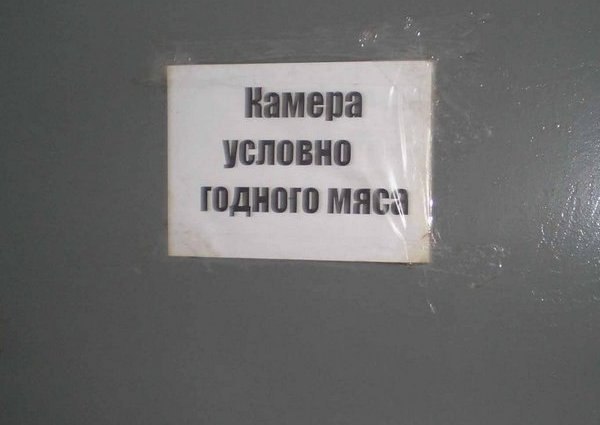 Камера
условно
годного мяса